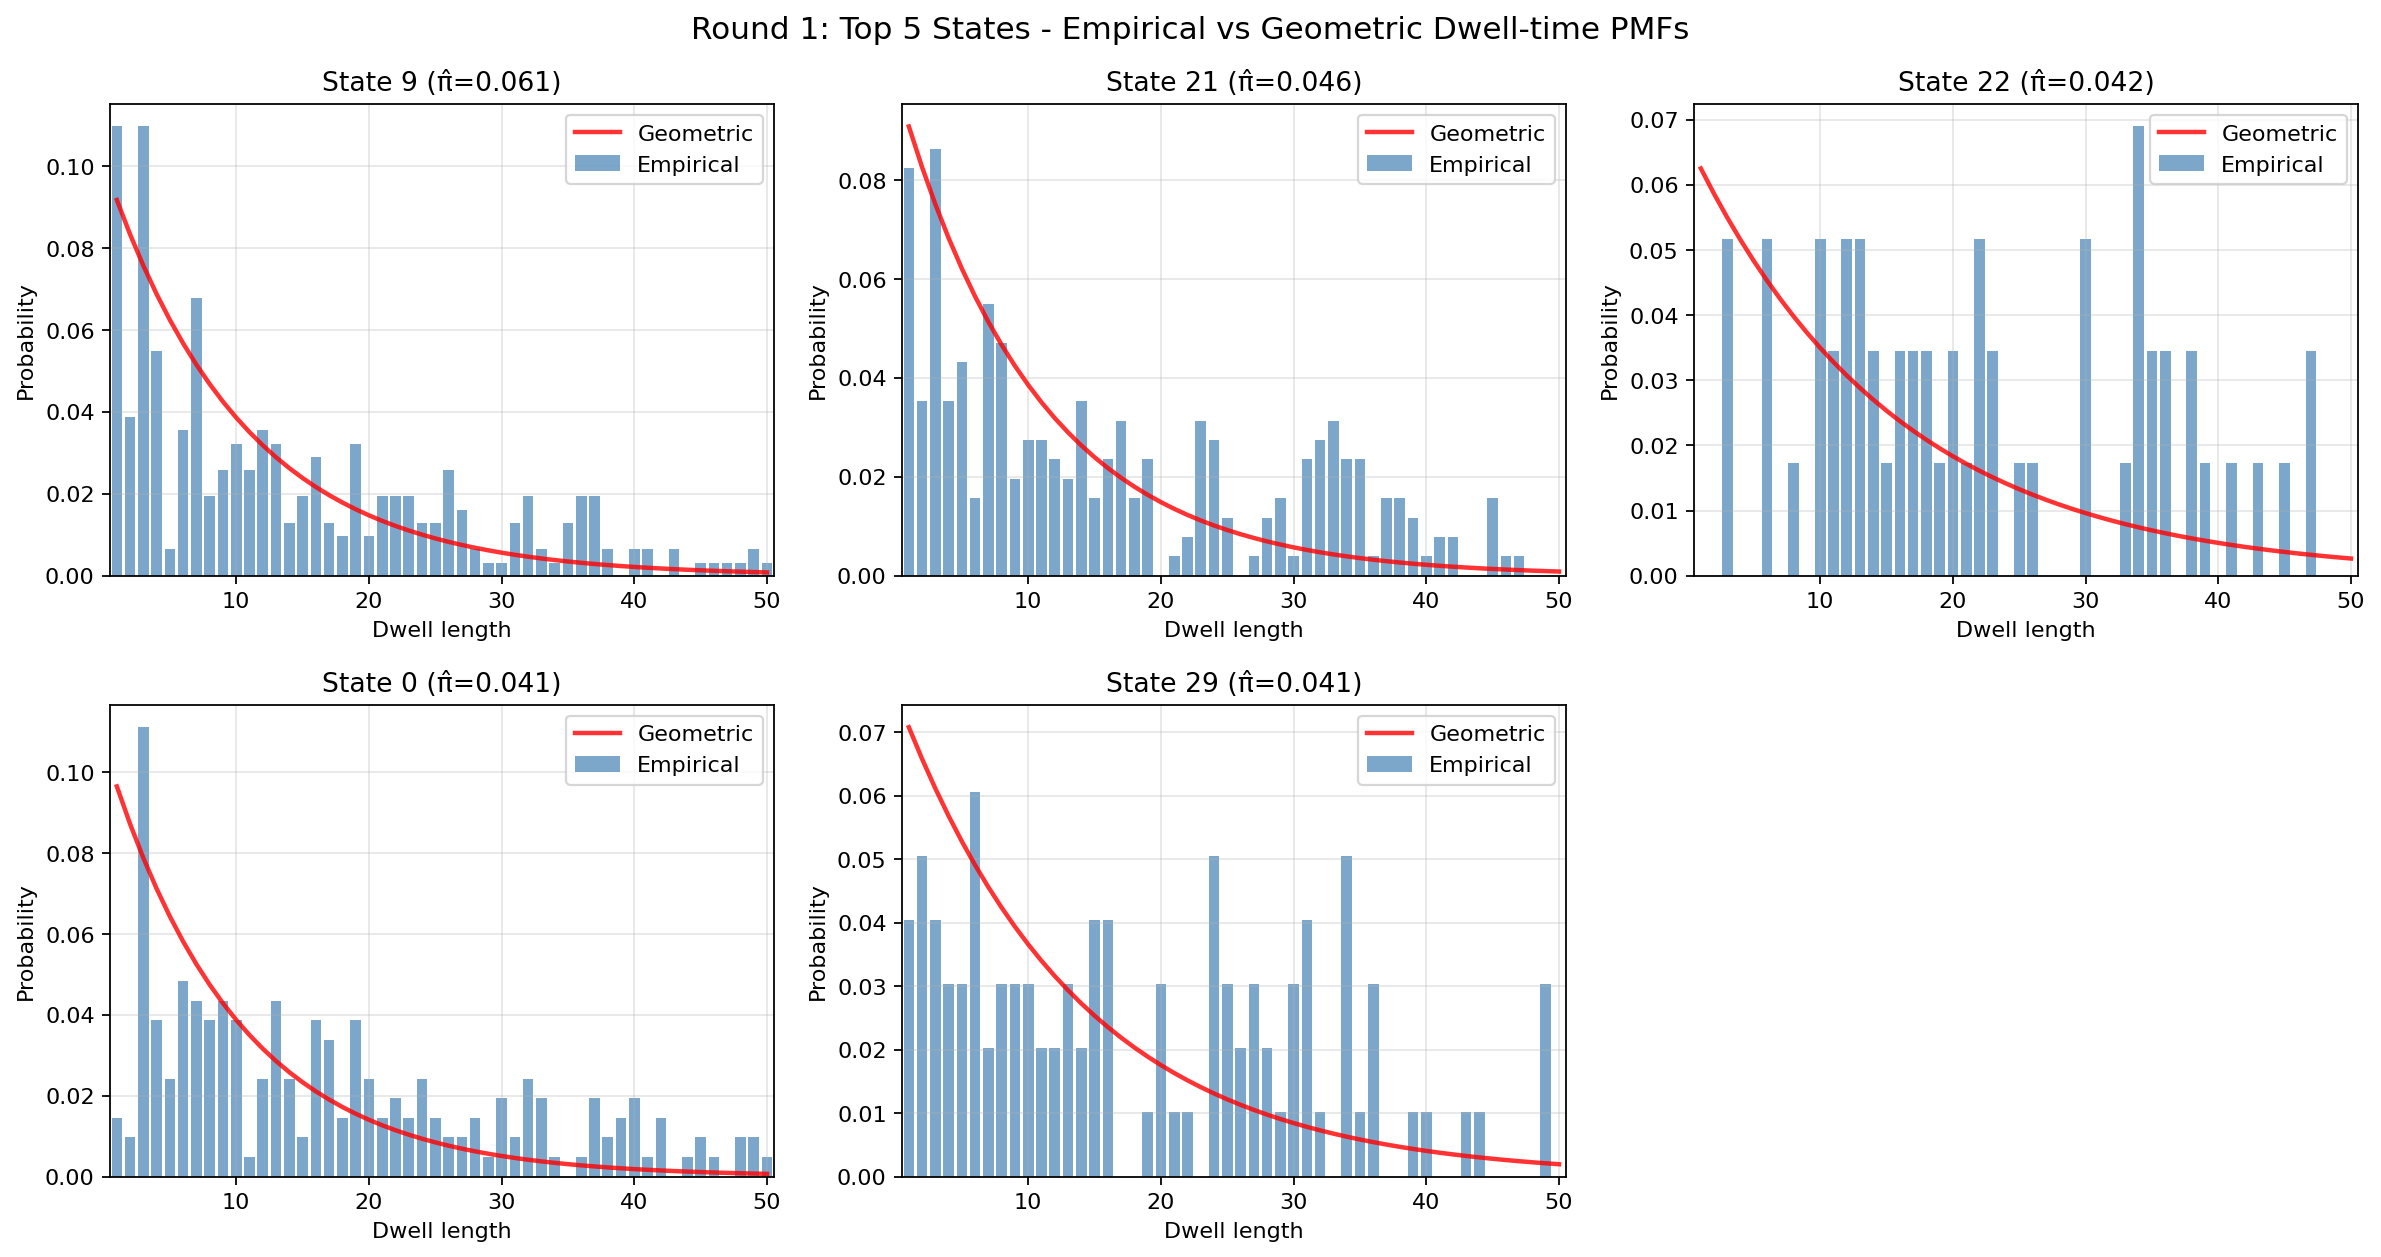 Round 1: Top 5 States - Empirical vs Geometric Dwell-time PMFs
State 9 (π̂=0.061)
Probability
0.10
0.08
0.06
0.04
0.02
0.00
10 20 30 40 50
Dwell length
Geometric
Empirical
State 21 (π̂=0.046)
Probability
0.08
0.06
0.04
0.02
0.00
10 20 30 40 50
Dwell length
Geometric
Empirical
State 22 (π̂=0.042)
Probability
0.07
0.06
0.05
0.04
0.03
0.02
0.01
0.00
10 20 30 40 50
Dwell length
Geometric
Empirical
State 0 (π̂=0.041)
Probability
0.10
0.08
0.06
0.04
0.02
0.00
10 20 30 40 50
Dwell length
Geometric
Empirical
State 29 (π̂=0.041)
Probability
0.07
0.06
0.05
0.04
0.03
0.02
0.01
0.00
10 20 30 40 50
Dwell length
Geometric
Empirical